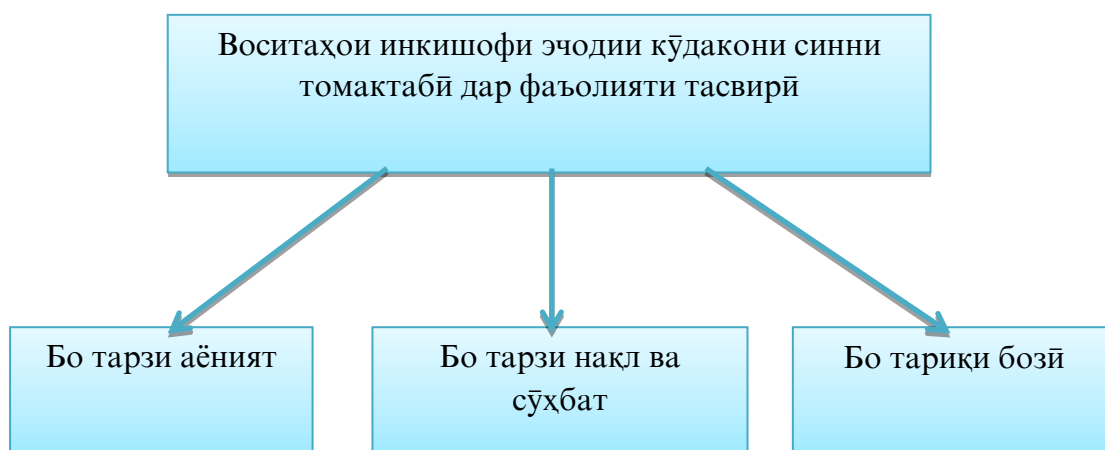 Воситаҳои инкишофи эчодии кӯдакони синни
томактабӣ дар фаъолияти тасвирӣ
Бо тарзи аёният
Бо тарзи нақл ва
сӯҳбат
Бо тариқи бозӣ